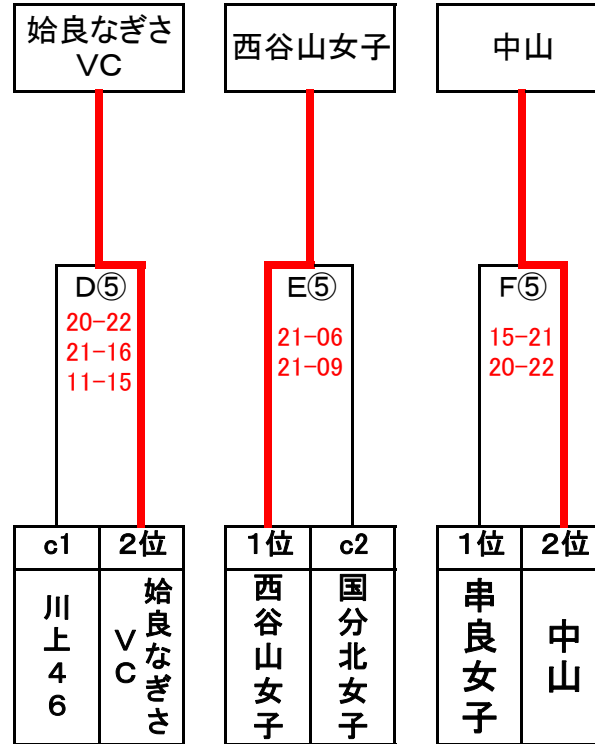 姶良なぎさ
VC
西谷山女子
中山
D⑤
20-22
21-16
11-15
E⑤
21-06
21-09
F⑤
15-21
20-22
c1
2位
1位
c2
1位
2位
川上46
姶良なぎさ
VC
西谷山女子
国分北女子
串良女子
中山